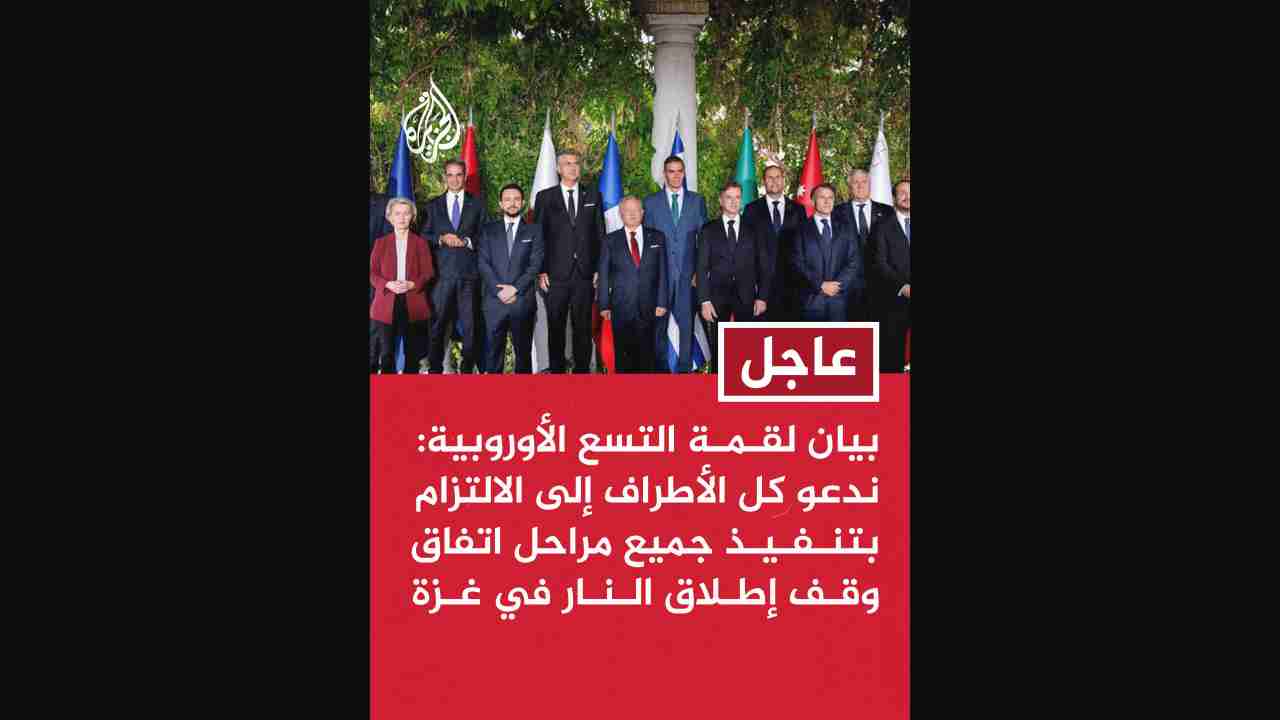 الجزيرة
عاجل
بيان لقمة التسع الأوروبية:
ندعو كل الأطراف إلى الالتزام
بتنفيذ جميع مراحل اتفاق
وقف إطلاق النار في غزة